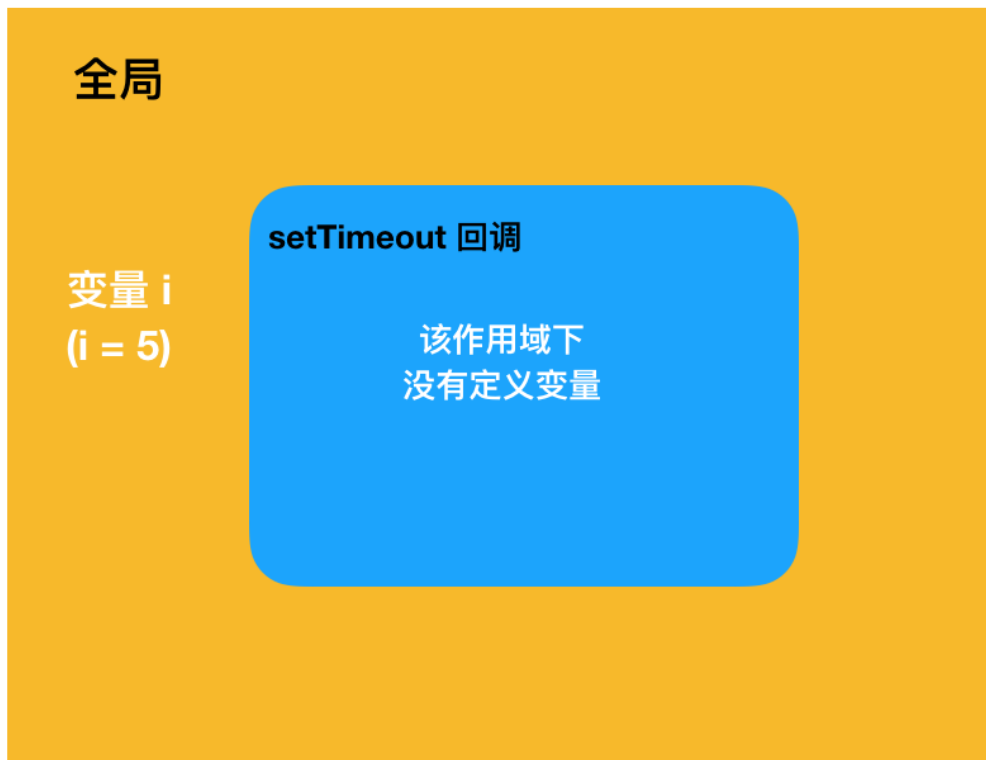 全局
setTimeout 回调
变量 i
(i = 5)
该作用域下
没有定义变量